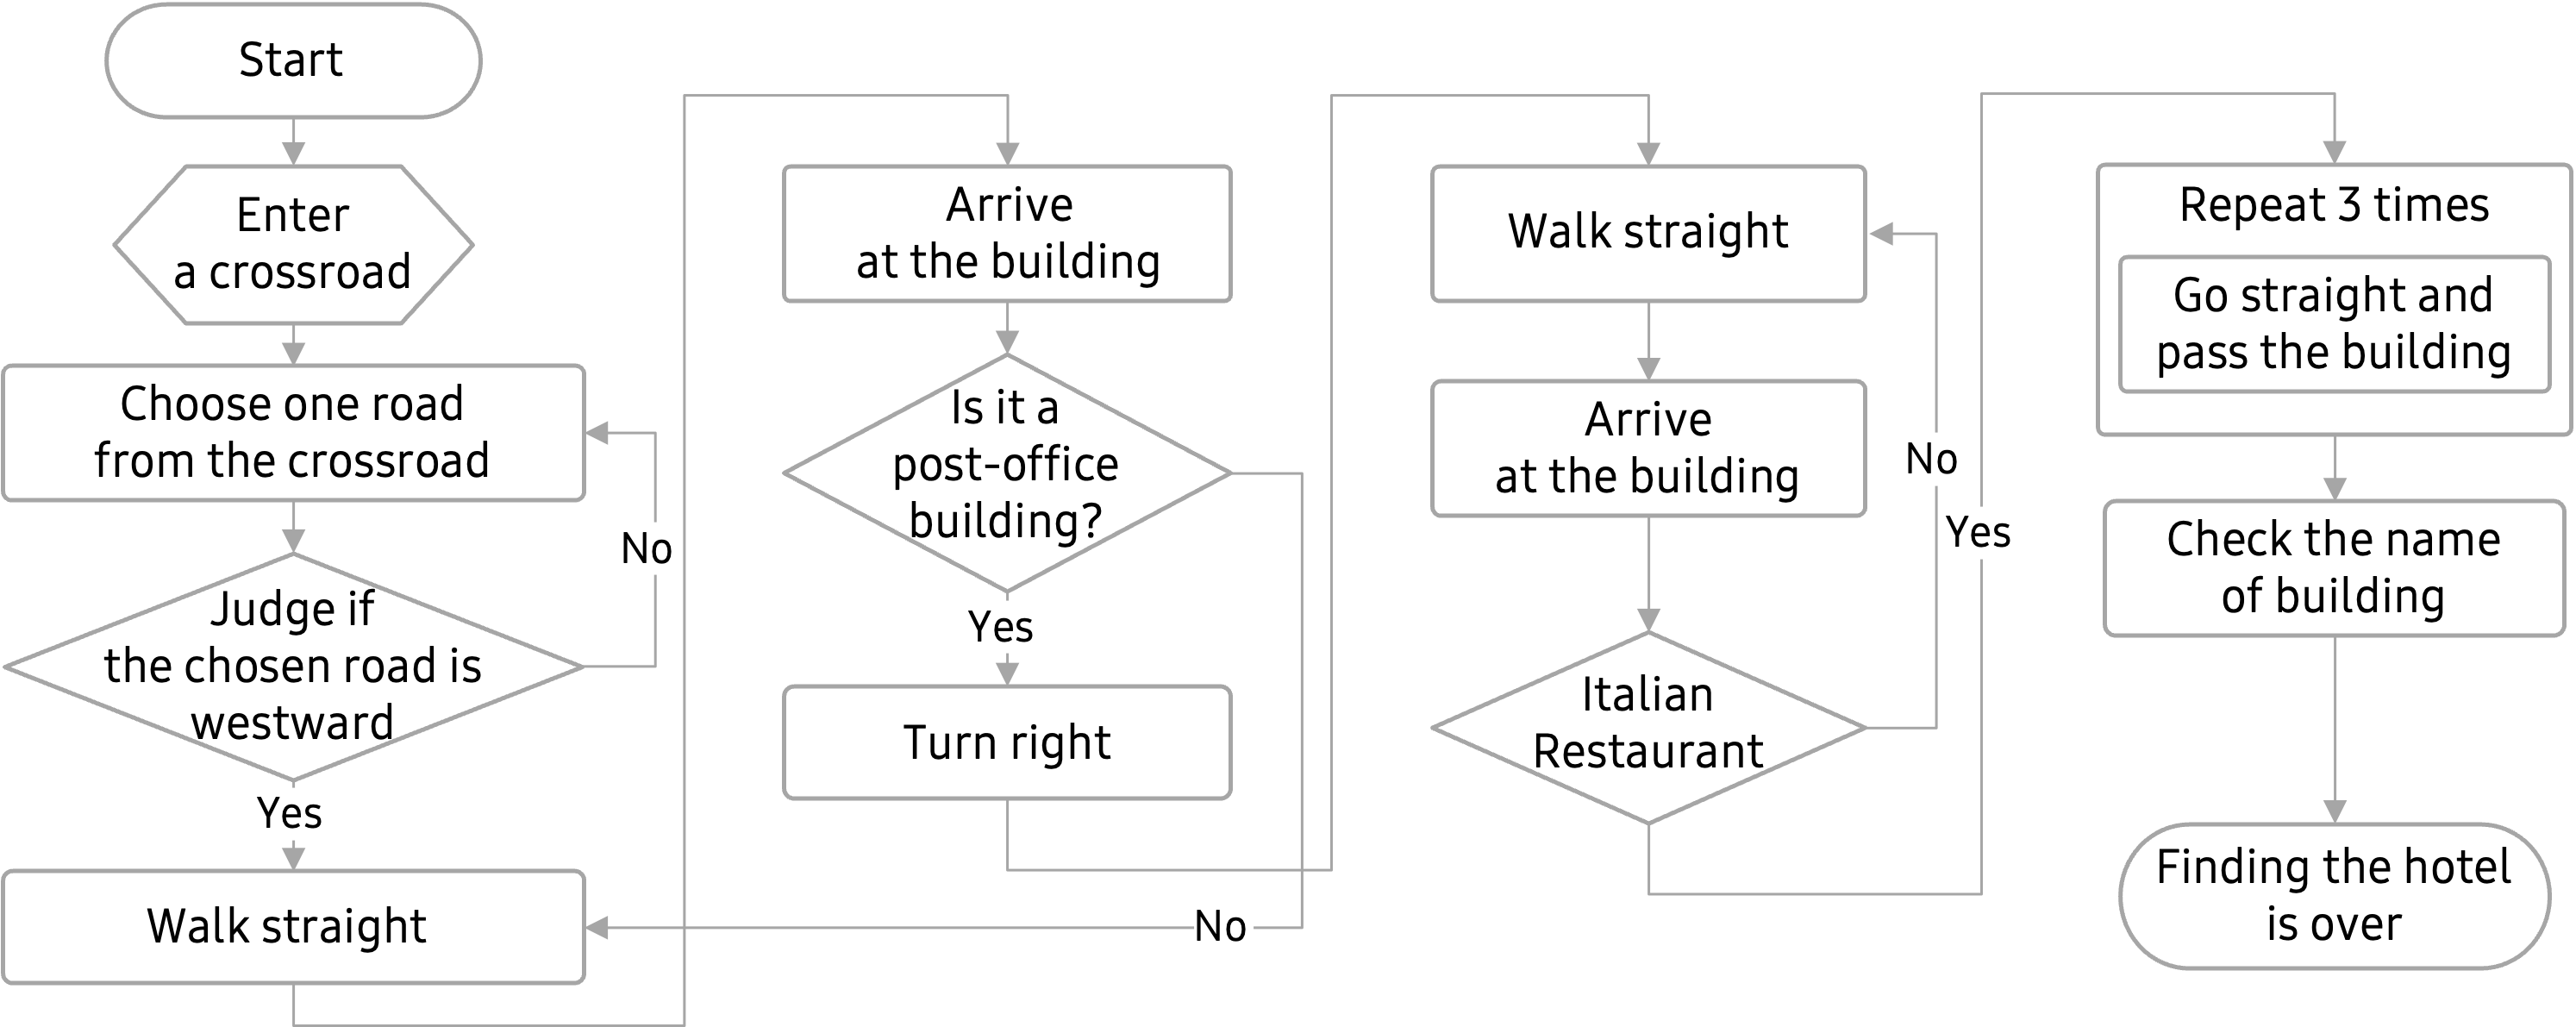 Start
Enter
a crossroad
Choose one road
from the crossroad
No
Judge if
the chosen road is
westward
Yes
Walk straight
Arrive
at the building
Is it a
post-office
building?
Yes
Turn right
No
Walk straight
Arrive
at the building
No
Italian
Restaurant
Yes
Repeat 3 times
Go straight and
pass the building
Check the name
of building
Finding the hotel
is over